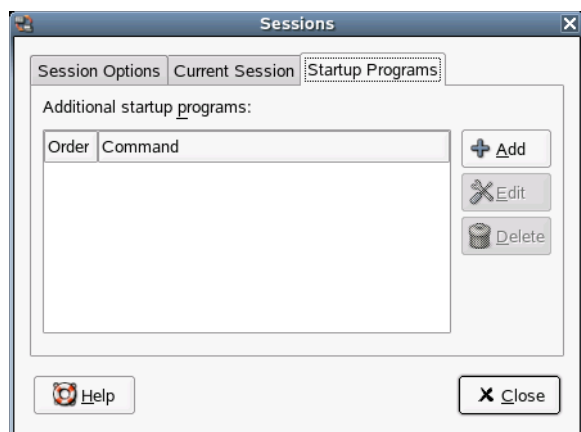 Sessions
Session Options Current Session Startup Programs
Additional startup programs:
Order Command
Add
Edit
Delete
Help
Close